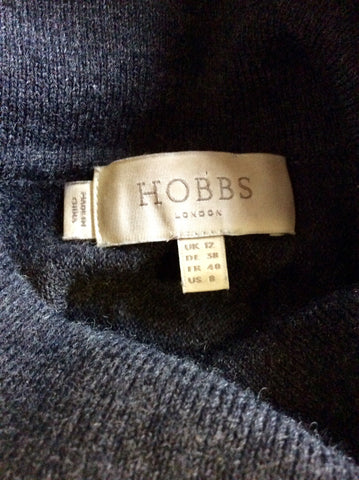 HOBBS
LONDON
UK 12
DE 38
FR 40
US 8
MADE IN
CHINA